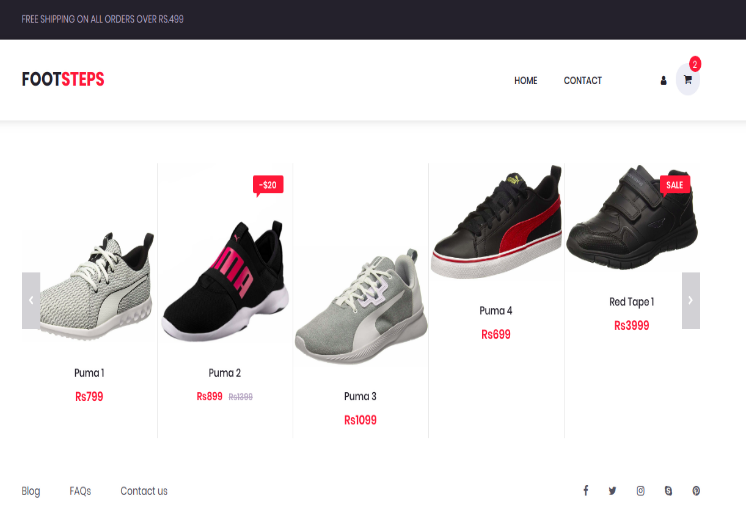 FREE SHIPPING ON ALL ORDERS OVER RS.499
FOOTSTEPS
HOME CONTACT 2
-$20
SALE
Puma 1
Rs799
Puma 2
Rs899 Rs1399
Puma 3
Rs1099
Puma 4
Rs699
Red Tape 1
Rs3999
Blog FAQs Contact us